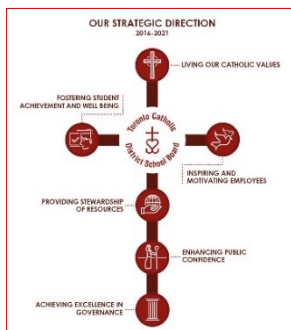 OUR STRATEGIC DIRECTION
2016-2021
LIVING OUR CATHOLIC VALUES
FOSTERING STUDENT
ACHIEVEMENT AND WELL BEING
Toronto Catholic
District School Board
INSPIRING AND
MOTIVATING EMPLOYEES
PROVIDING STEWARDSHIP
OF RESOURCES
ENHANCING PUBLIC
CONFIDENCE
ACHIEVING EXCELLENCE IN
GOVERNANCE